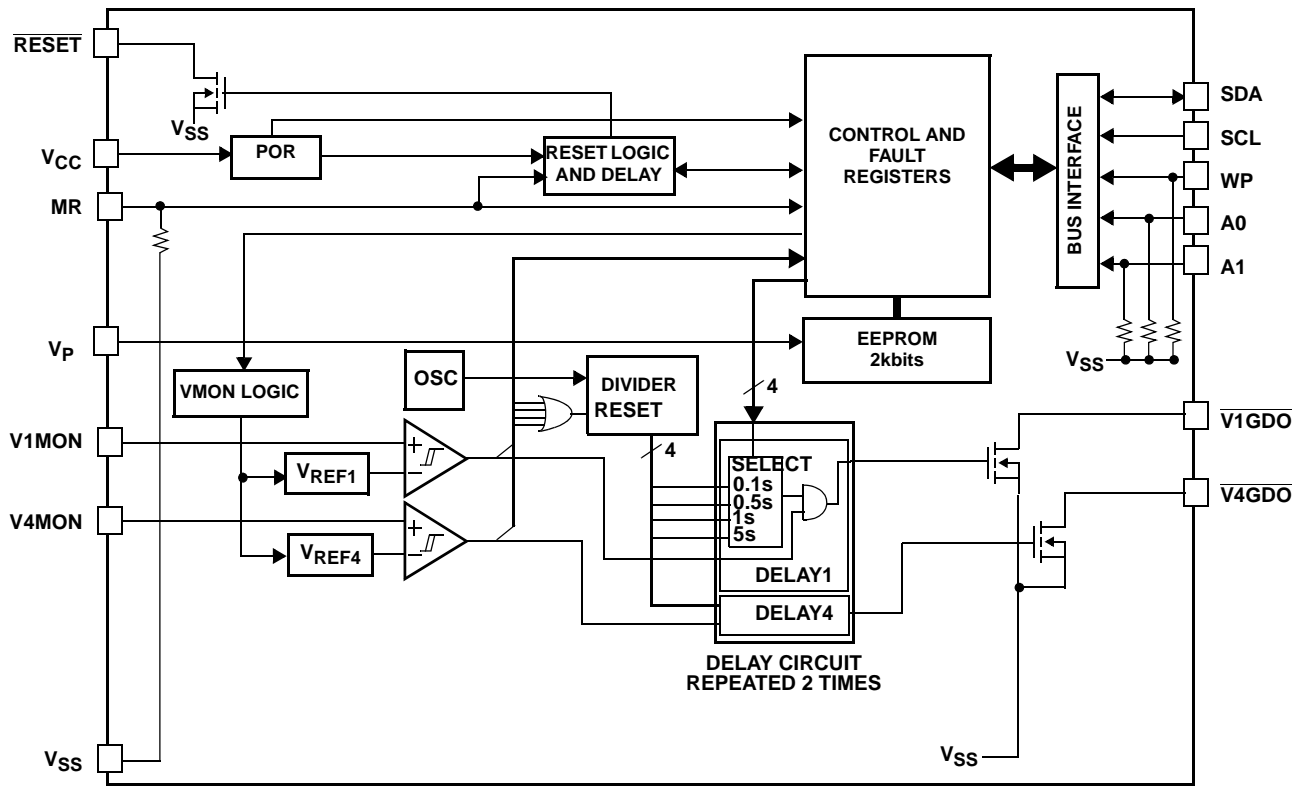 RESET
VSS
VCC
POR
RESET LOGIC
AND DELAY
CONTROL AND
FAULT
REGISTERS
BUS INTERFACE
SDA
SCL
WP
A0
A1
MR
VP
EEPROM
2kbits
VSS
VMON LOGIC
OSC
DIVIDER
RESET
4
4
V1MON
VREF1
V4MON
VREF4
SELECT
0.1s
0.5s
1s
5s
DELAY1
DELAY4
DELAY CIRCUIT
REPEATED 2 TIMES
V1GDO
V4GDO
VSS
VSS